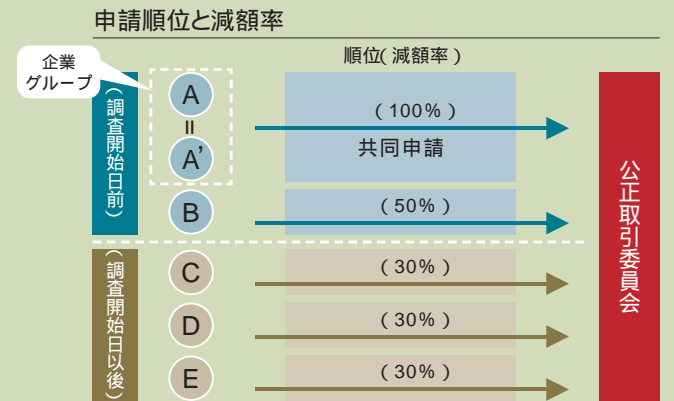 申請順位と減額率
企業
グループ
順位(減額率)
(調査開始日前)
A
=
A’
(100%)
共同申請
B
(50%)
(調査開始日以後)
C
(30%)
D
(30%)
E
(30%)
公正取引委員会